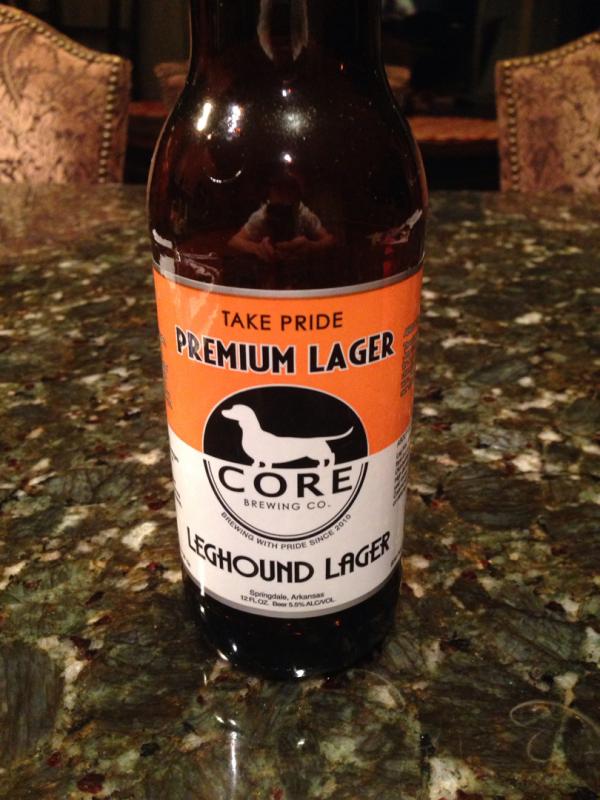 TAKE PRIDE
PREMIUM LAGER
CORE
BREWING CO.
BREWING WITH PRIDE SINCE 2010
LEGHOUND LAGER
Springdale, Arkansas
12 FL.OZ. Beer 5.5% ALC/VOL